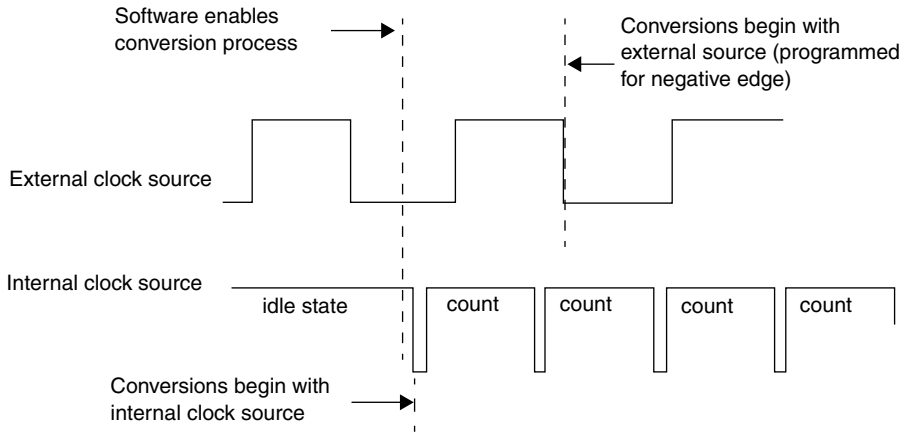 Software enables
conversion process
Conversions begin with
external source (programmed
for negative edge)
External clock source
Internal clock source
idle state
count
count
count
count
Conversions begin with
internal clock source